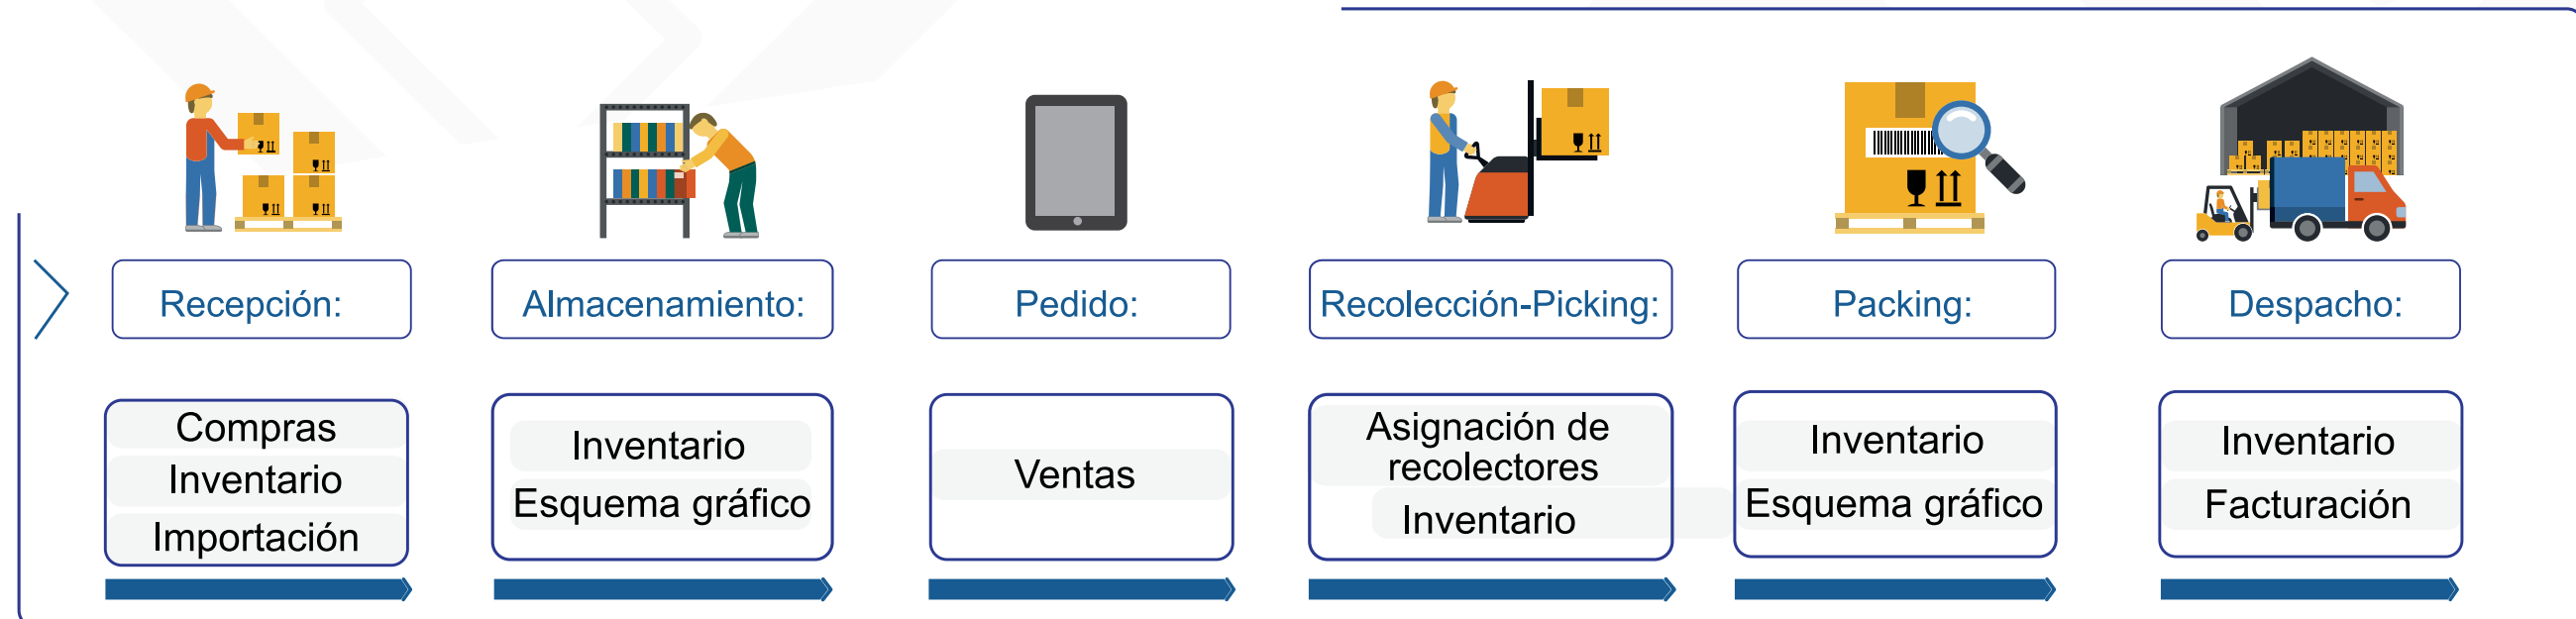 Recepción:
Almacenamiento:
Pedido:
Recolección-Picking:
Packing:
Despacho:
Compras
Inventario
Importación
Inventario
Esquema gráfico
Ventas
Asignación de
recolectores
Inventario
Inventario
Esquema gráfico
Inventario
Facturación